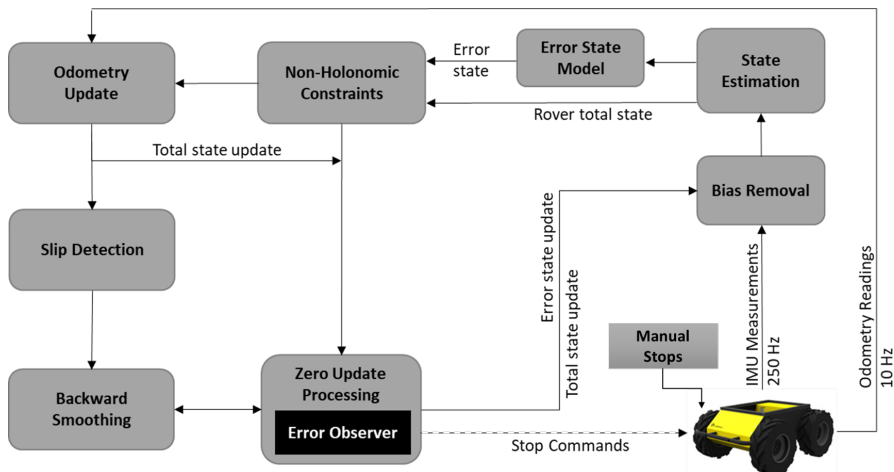 Odometry
Update
Non-Holonomic
Constraints
Error
state
Error State
Model
State
Estimation
Rover total state
Total state update
Bias Removal
Slip Detection
Error state update
Total state update
IMU Measurements
250 Hz
Odometry Readings
10 Hz
Manual
Stops
Backward
Smoothing
Zero Update
Processing
Error Observer
Stop Commands